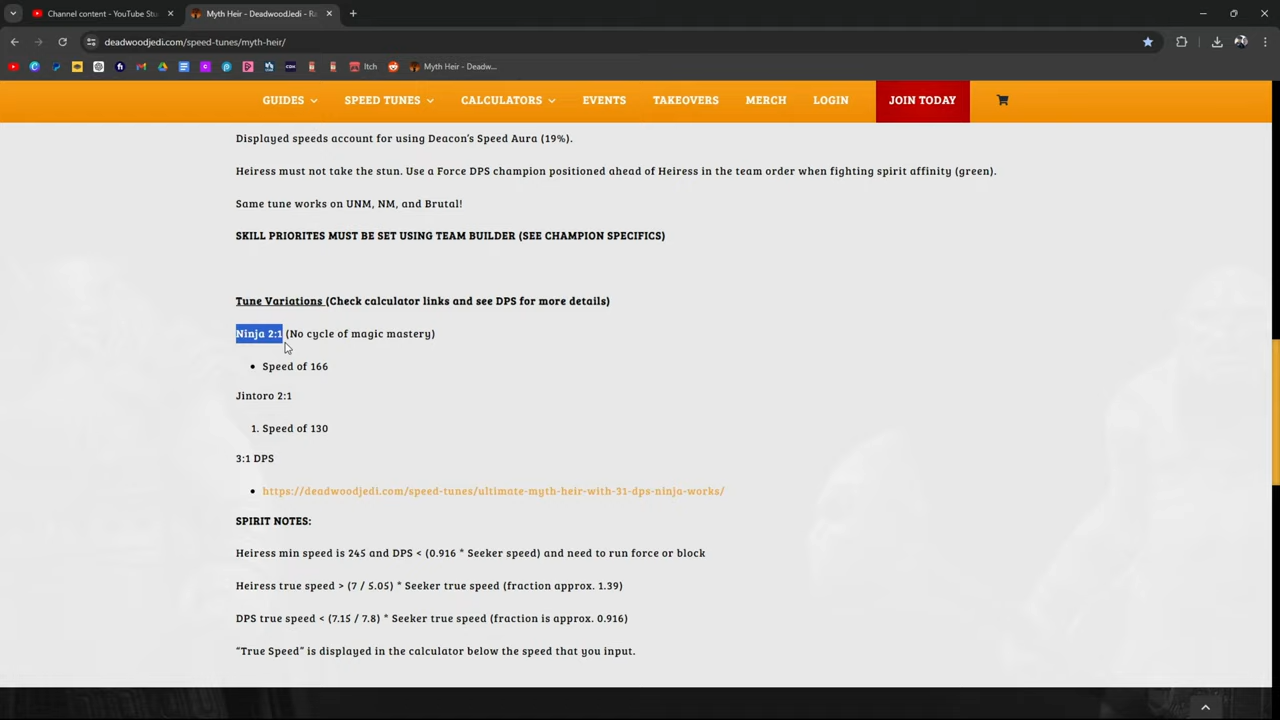 Channel content - YouTube Stu
Myth Heir - DeadwoodJedi - Ra
deadwoodjedi.com/speed-tunes/myth-heir/
Itch
Myth Heir - Deadw...
GUIDES
SPEED TUNES
CALCULATORS
EVENTS
TAKEOVERS
MERCH
LOGIN
JOIN TODAY
Displayed speeds account for using Deacon's Speed Aura (19%).
Heiress must not take the stun. Use a Force DPS champion positioned ahead of Heiress in the team order when fighting spirit affinity (green).
Same tune works on UNM, NM, and Brutal!
SKILL PRIORITES MUST BE SET USING TEAM BUILDER (SEE CHAMPION SPECIFICS)
Tune Variations (Check calculator links and see DPS for more details)
Ninja 2:1 (No cycle of magic mastery)
• Speed of 166
Jintoro 2:1
1. Speed of 130
3:1 DPS
• https://deadwoodjedi.com/speed-tunes/ultimate-myth-heir-with-31-dps-ninja-works/
SPIRIT NOTES:
Heiress min speed is 245 and DPS < (0.916 * Seeker speed) and need to run force or block
Heiress true speed > (7 / 5.05) * Seeker true speed (fraction approx. 1.39)
DPS true speed < (7.15 / 7.8) * Seeker true speed (fraction is approx. 0.916)
“True Speed” is displayed in the calculator below the speed that you input.